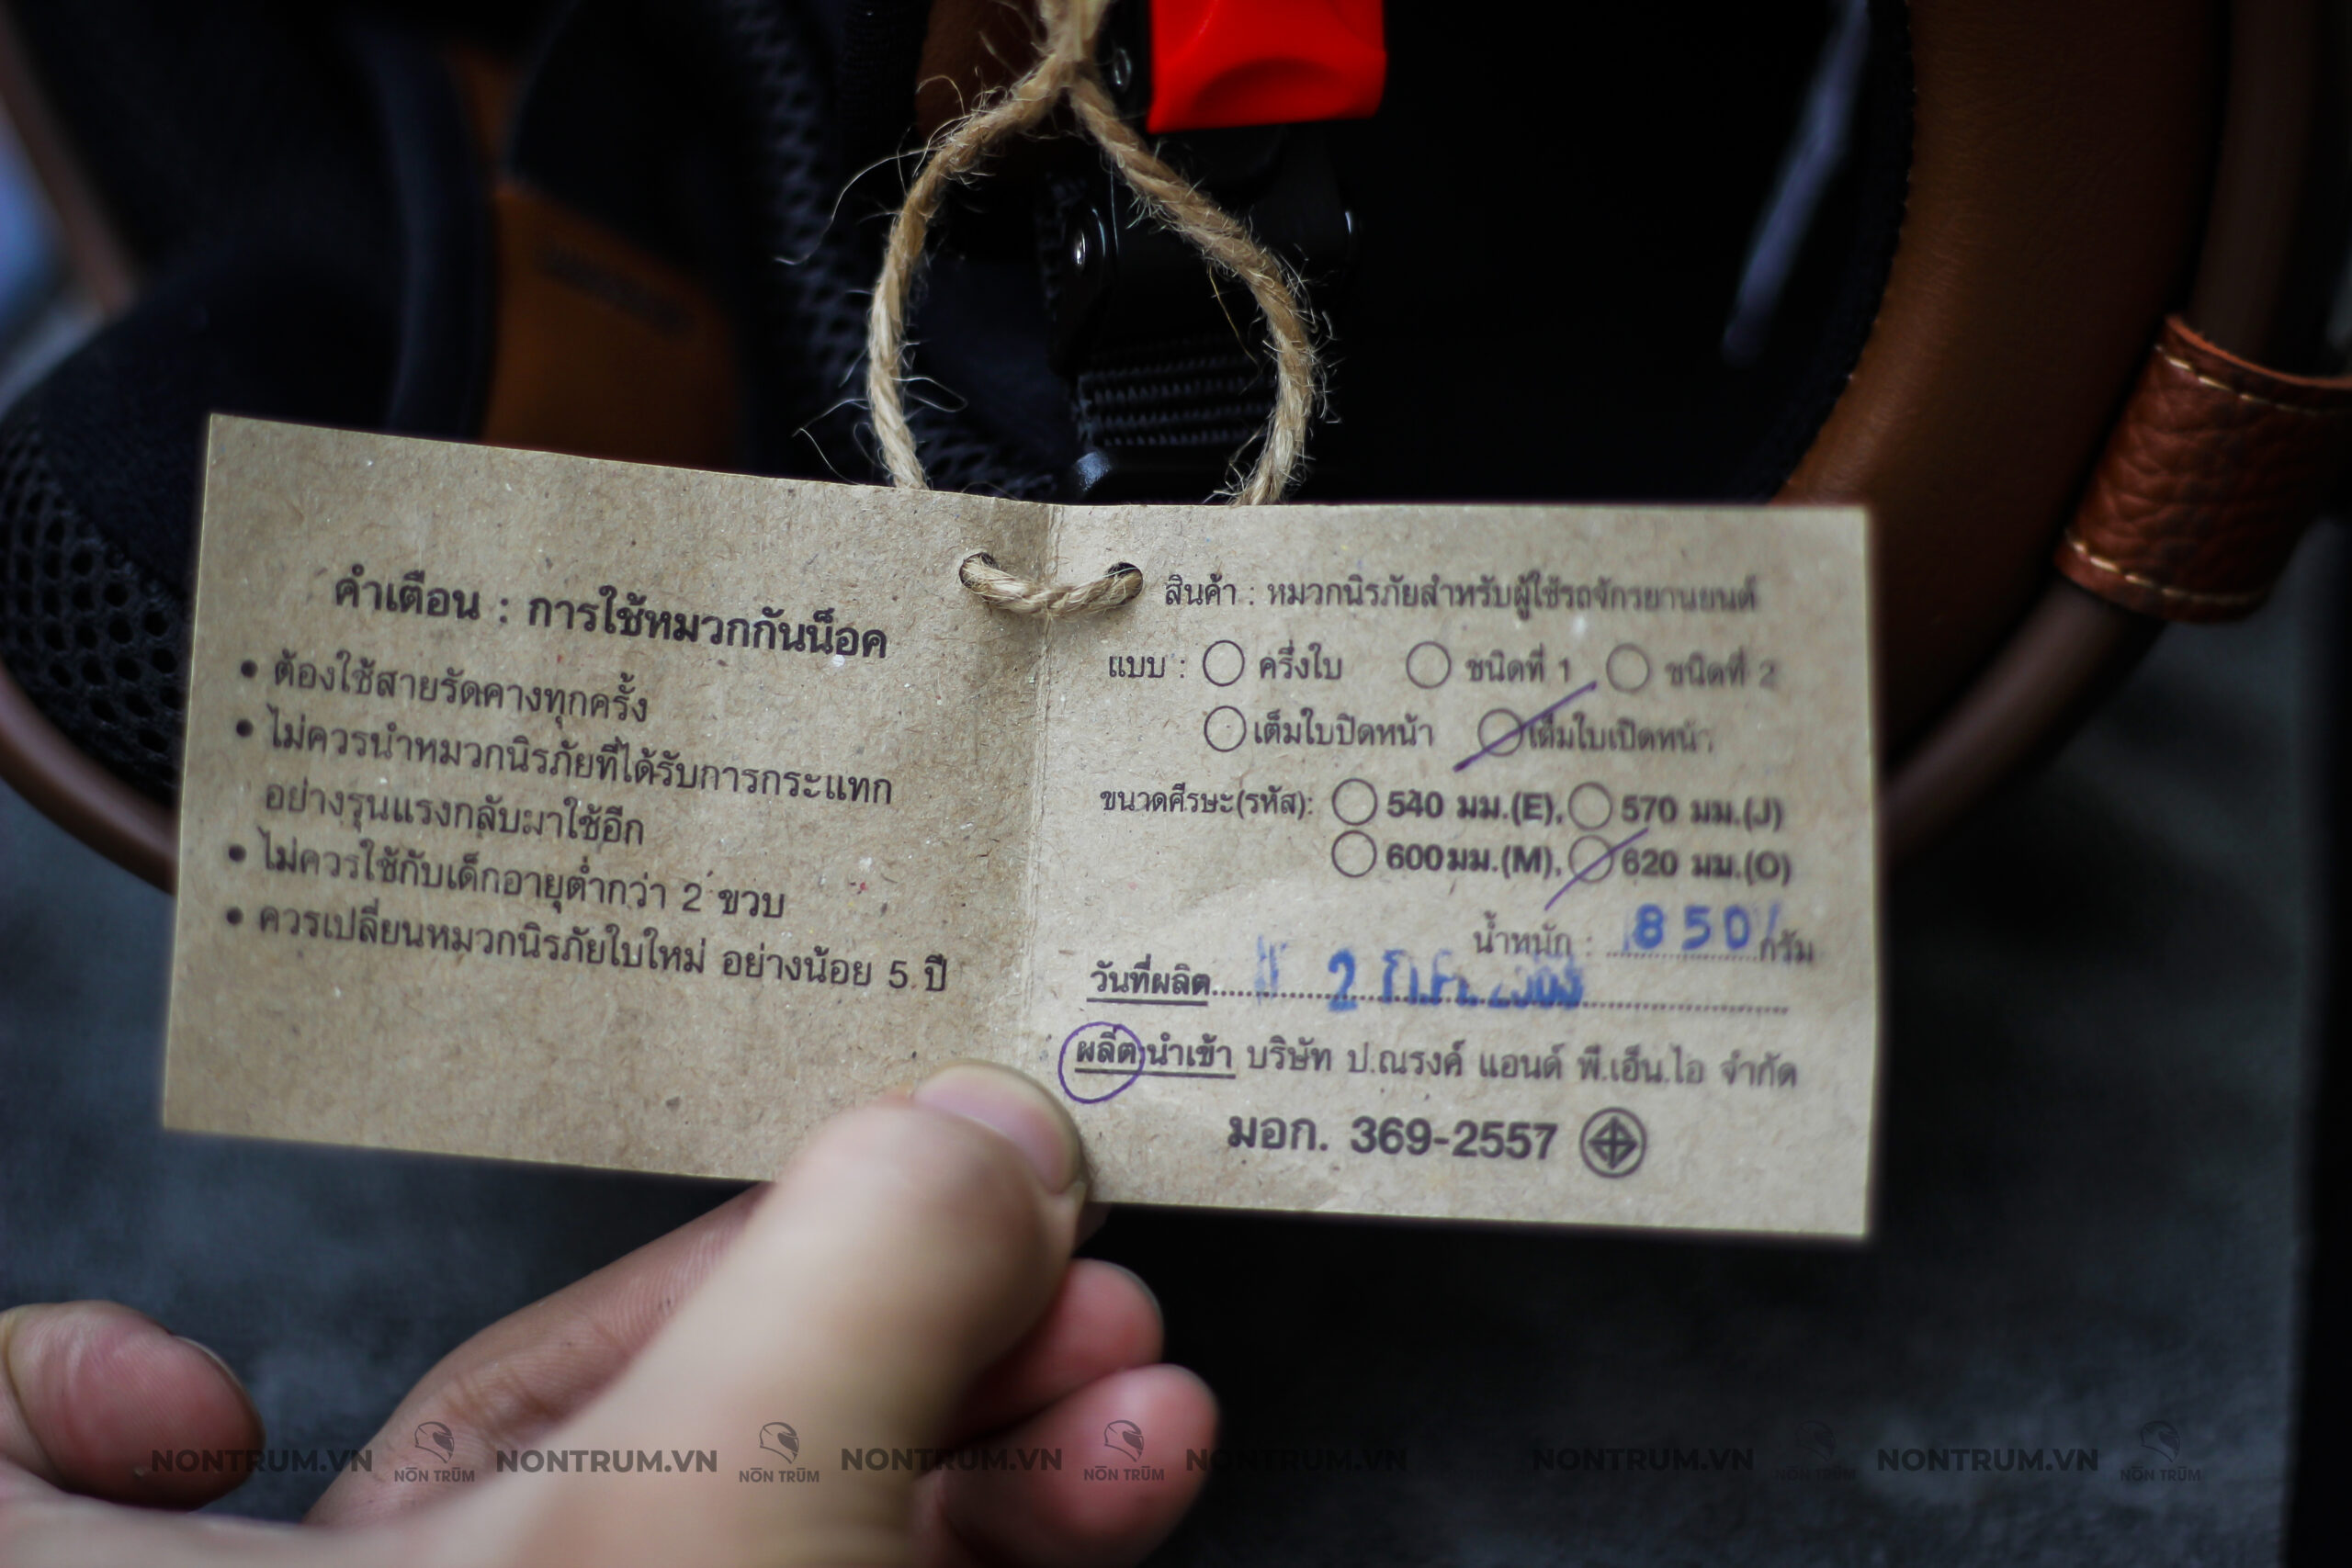 คำเตือน : การใช้หมวกกันน็อค
• ต้องใช้สายรัดคางทุกครั้ง
• ไม่ควรนำหมวกนิรภัยที่ได้รับการกระแทก
อย่างรุนแรงกลับมาใช้อีก
• ไม่ควรใช้กับเด็กอายุต่ำกว่า 2 ขวบ
• ควรเปลี่ยนหมวกนิรภัยใบใหม่ อย่างน้อย 5 ปี
สินค้า : หมวกนิรภัยสำหรับผู้ใช้รถจักรยานยนต์
แบบ : ครึ่งใบ ชนิดที่ 1 ชนิดที่ 2
เต็มใบปิดหน้า เต็มใบเปิดหน้า
ขนาดศีรษะ(รหัส): 540 มม.(E), 570 มม.(J)
600มม.(M), 620 มม.(O)
น้ำหนัก : 850 กรัม
วันที่ผลิต 2 ก.ค.
ผลิต นำเข้า บริษัท ป.ณรงค์ แอนด์ พี.เอ็น.ไอ จำกัด
มอก. 369-2557
NONTRUM.VN NÓN TRÙM NONTRUM.VN NÓN TRÙM NONTRUM.VN NÓN TRÙM NONTRUM.VN NONTRUM.VN NÓN TRÙM NONTRUM.VN NÓN TRÙM